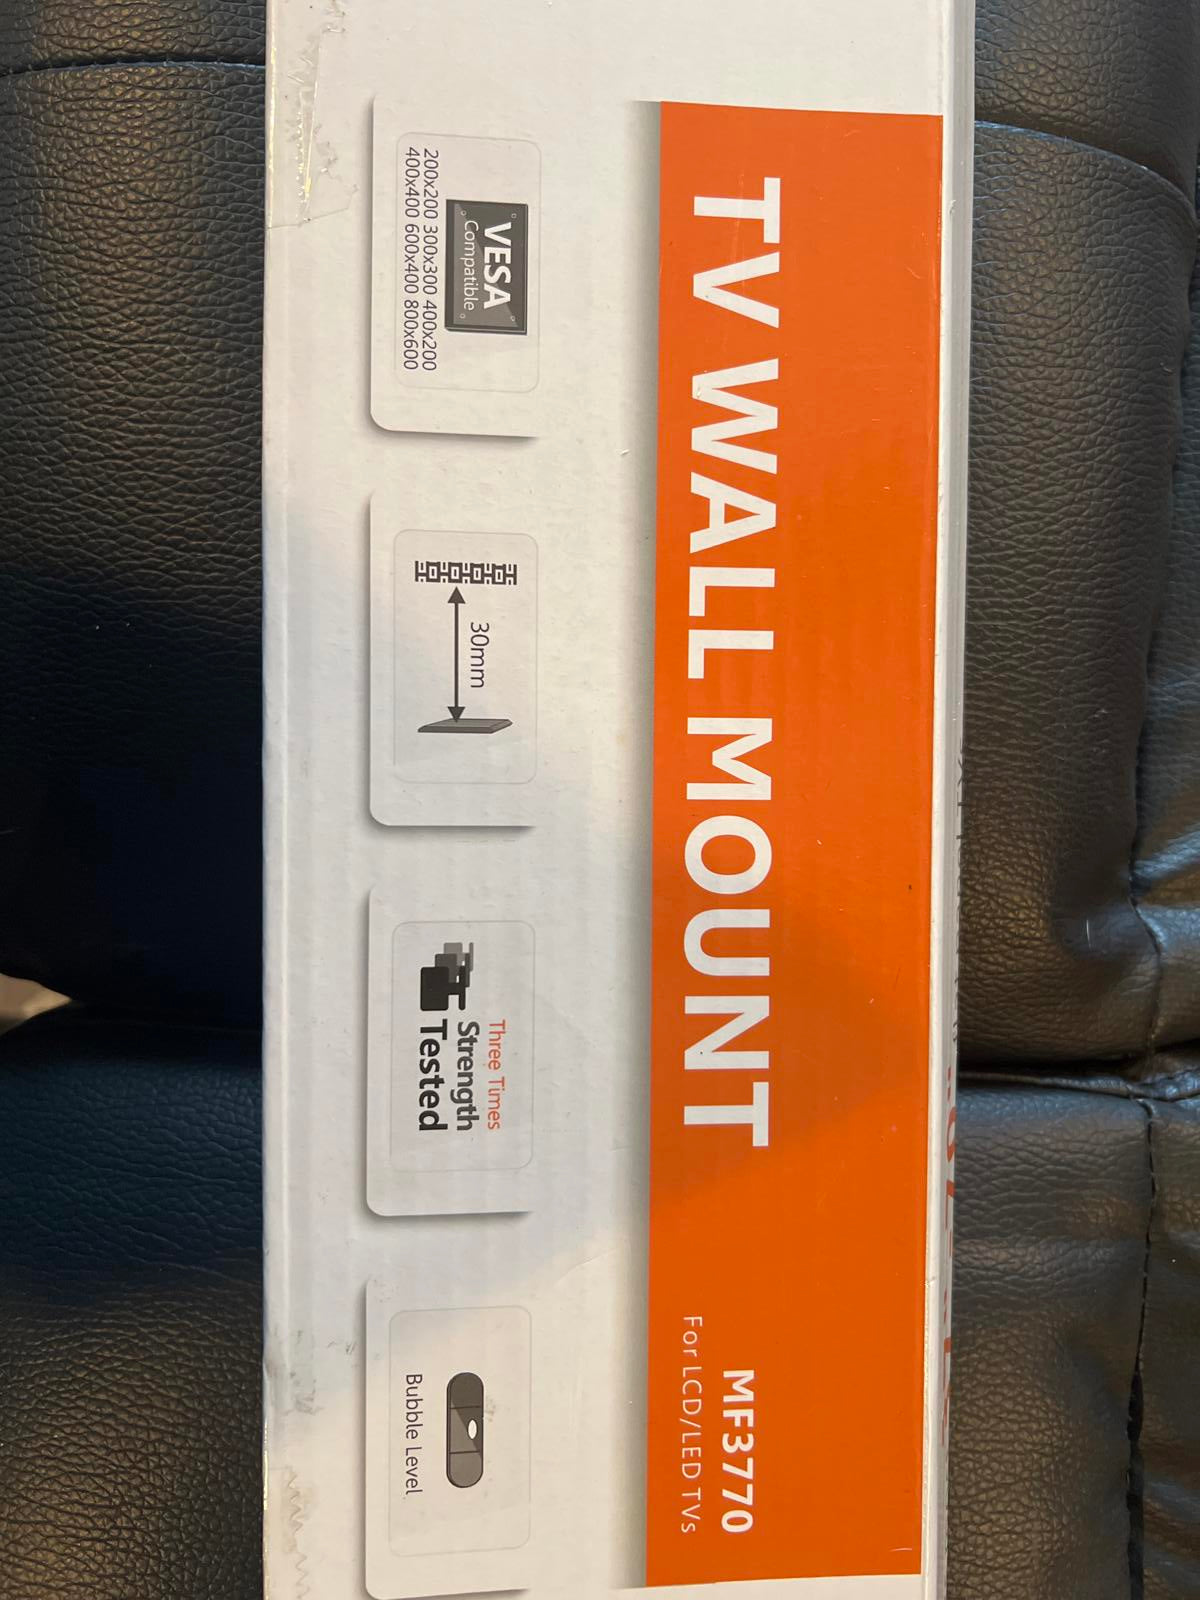 TV WALL MOUNT
MF3770
For LCD/LED TVs
VESA
Compatible
200x200 300x300 400x200
400x400 600x400 800x600
30mm
Three Times
Strength
Tested
Bubble Level